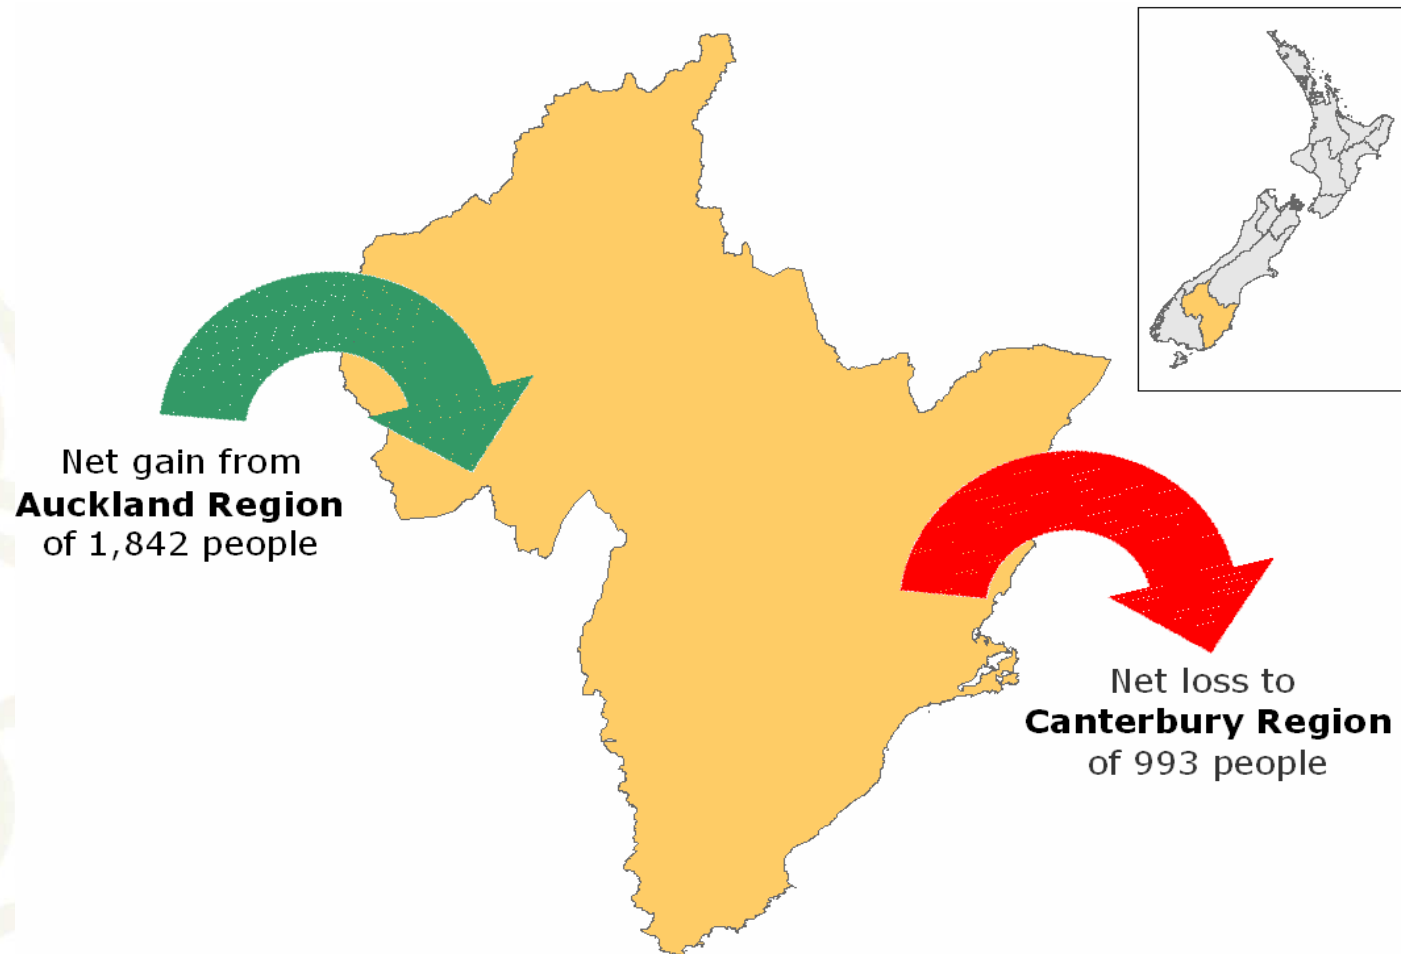 Net gain from
Auckland Region
of 1,842 people
Net loss to
Canterbury Region
of 993 people